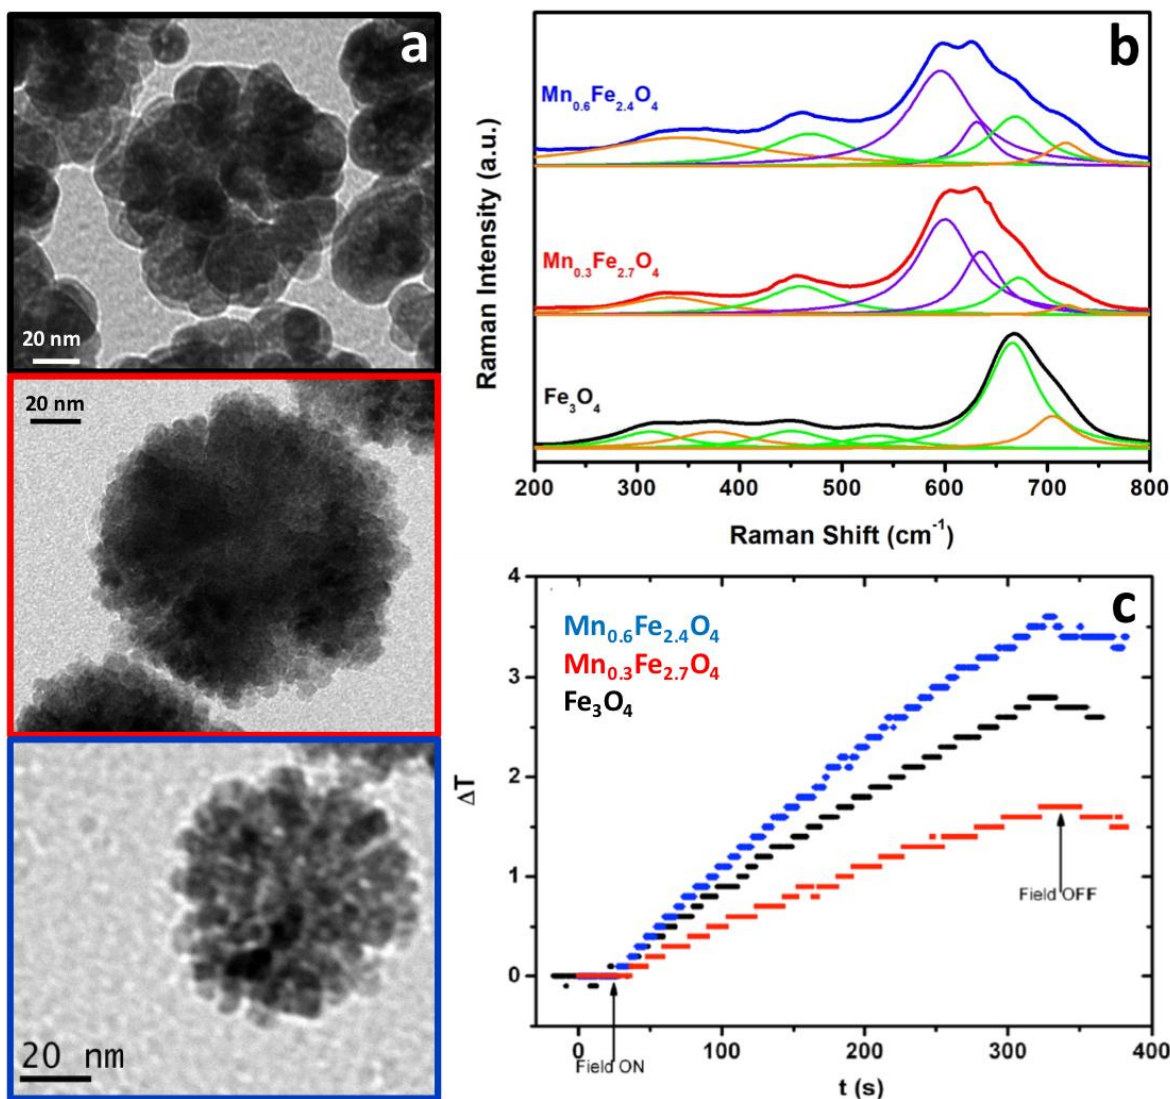 a
20 nm
20 nm
20 nm
b
Mn0.6Fe2.4O4
Mn0.3Fe2.7O4
Fe3O4
Raman Intensity (a.u.)
200 300 400 500 600 700 800
Raman Shift (cm-1)
c
Mn0.6Fe2.4O4
Mn0.3Fe2.7O4
Fe3O4
4
3
2
1
0
ΔT
Field OFF
Field ON
0 100 200 300 400
t (s)